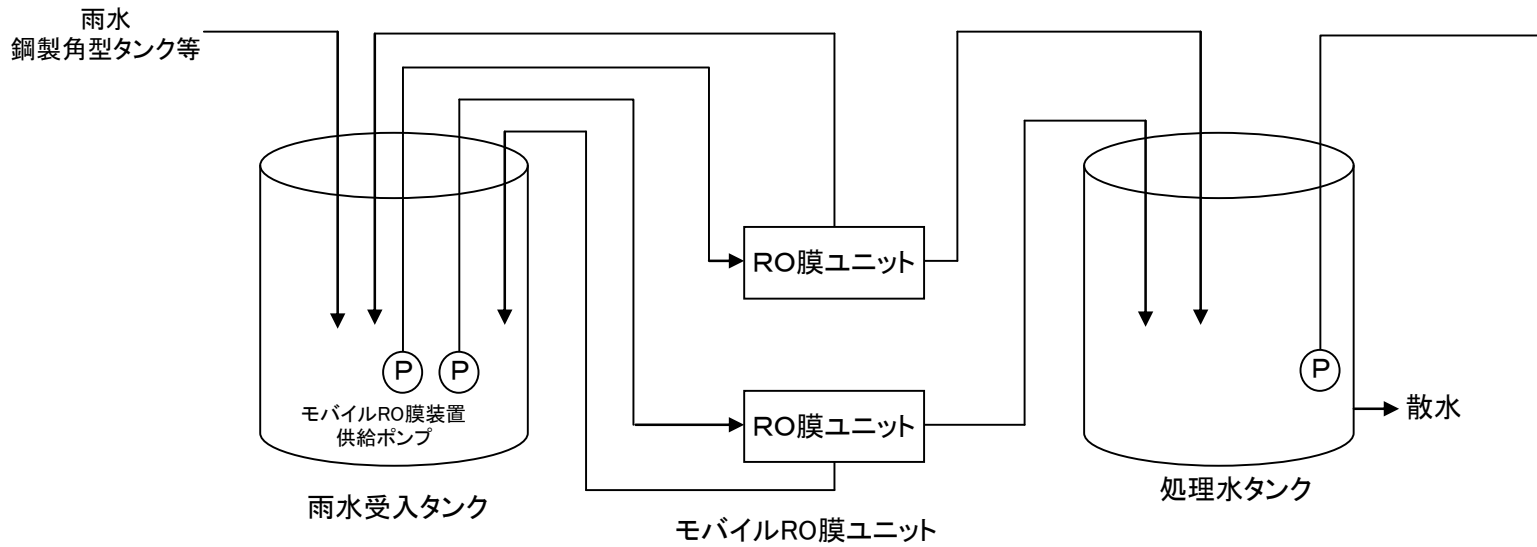 雨水
鋼製角型タンク等
RO膜ユニット
P
P
P
モバイルRO膜装置
供給ポンプ
RO膜ユニット
散水
雨水受入タンク
処理水タンク
モバイルRO膜ユニット